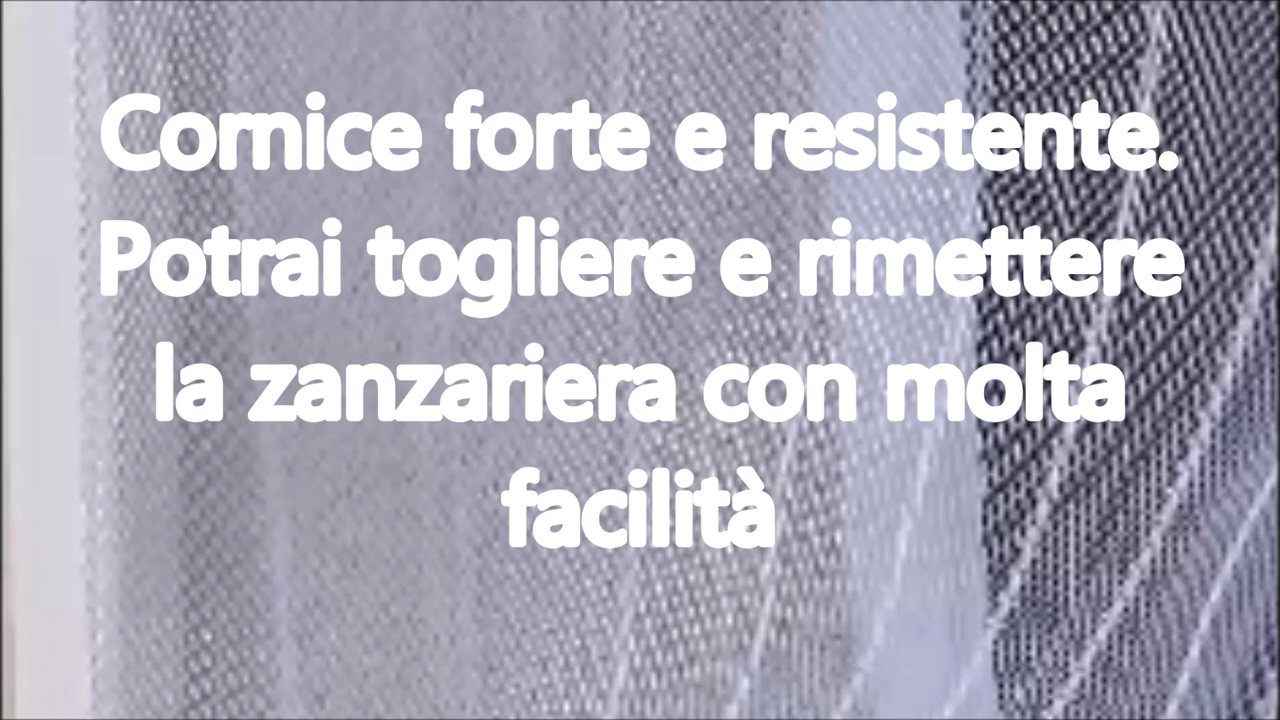 Cornice forte e resistente.
Potrai togliere e rimettere
la zanzariera con molta
facilità